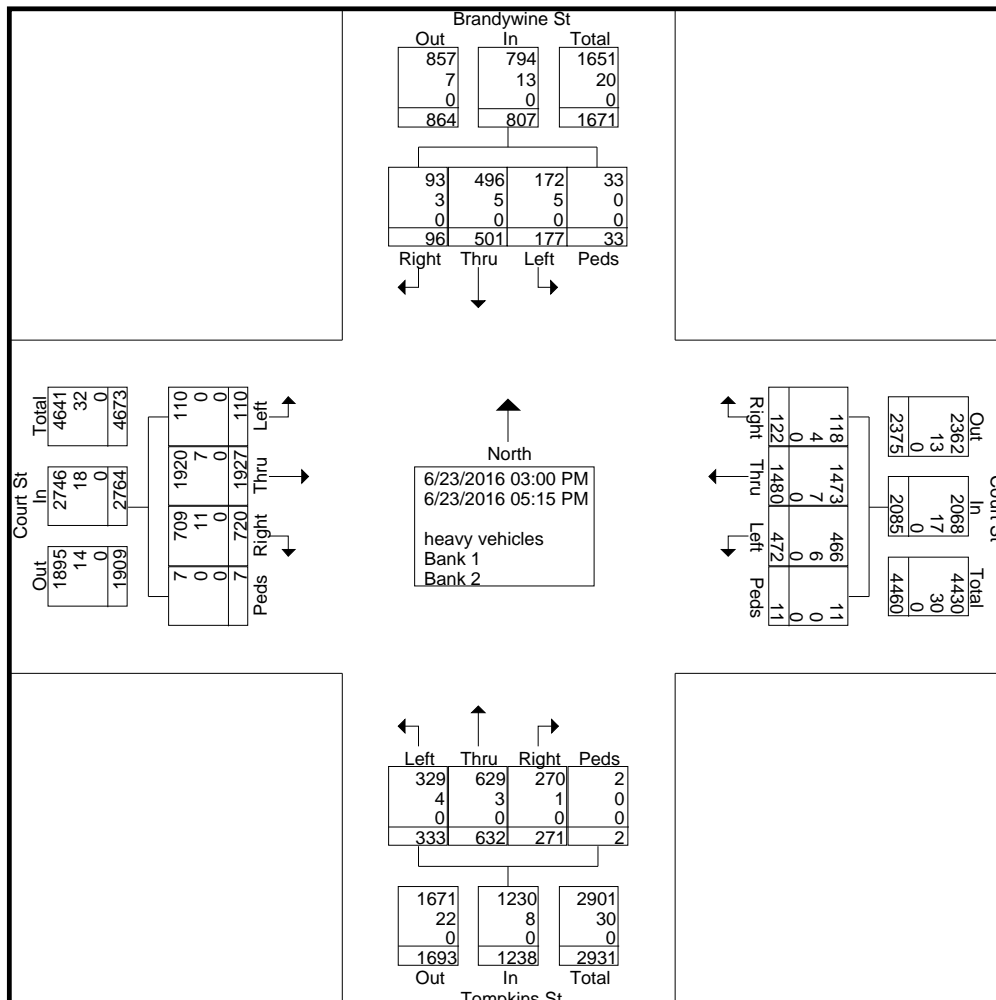 Brandywine St
Out In Total
857 794 1651
7 13 20
0 0 0
864 807 1671
93 496 172 33
3 5 5 0
0 0 0 0
96 501 177 33
Right Thru Left Peds
Court St
Total In Out
4641 2746 1895
32 18 14
0 0 0
4673 2764 1909
110 1920 709 7
0 7 11 0
0 0 0 0
110 1927 720 7
Left Thru Right Peds
North
6/23/2016 03:00 PM
6/23/2016 05:15 PM
heavy vehicles
Bank 1
Bank 2
Right Thru Left Peds
118 1473 466 11
4 7 6 0
0 0 0 0
122 1480 472 11
Court St
Out In Total
2362 2068 4430
13 17 30
0 0 0
2375 2085 4460
Left Thru Right Peds
329 629 270 2
4 3 1 0
0 0 0 0
333 632 271 2
1671 1230 2901
22 8 30
0 0 0
1693 1238 2931
Out In Total
Tompkins St